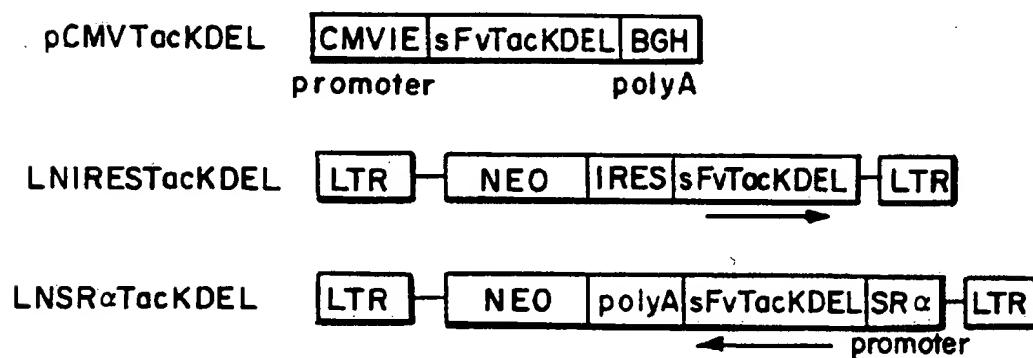 pCMVTacKDEL CMVIE sFvTacKDEL BGH
promoter polyA
LNIRESTacKDEL LTR NEO IRES sFvTacKDEL LTR
LNSRαTacKDEL LTR NEO polyA sFvTacKDEL SRα LTR
promoter